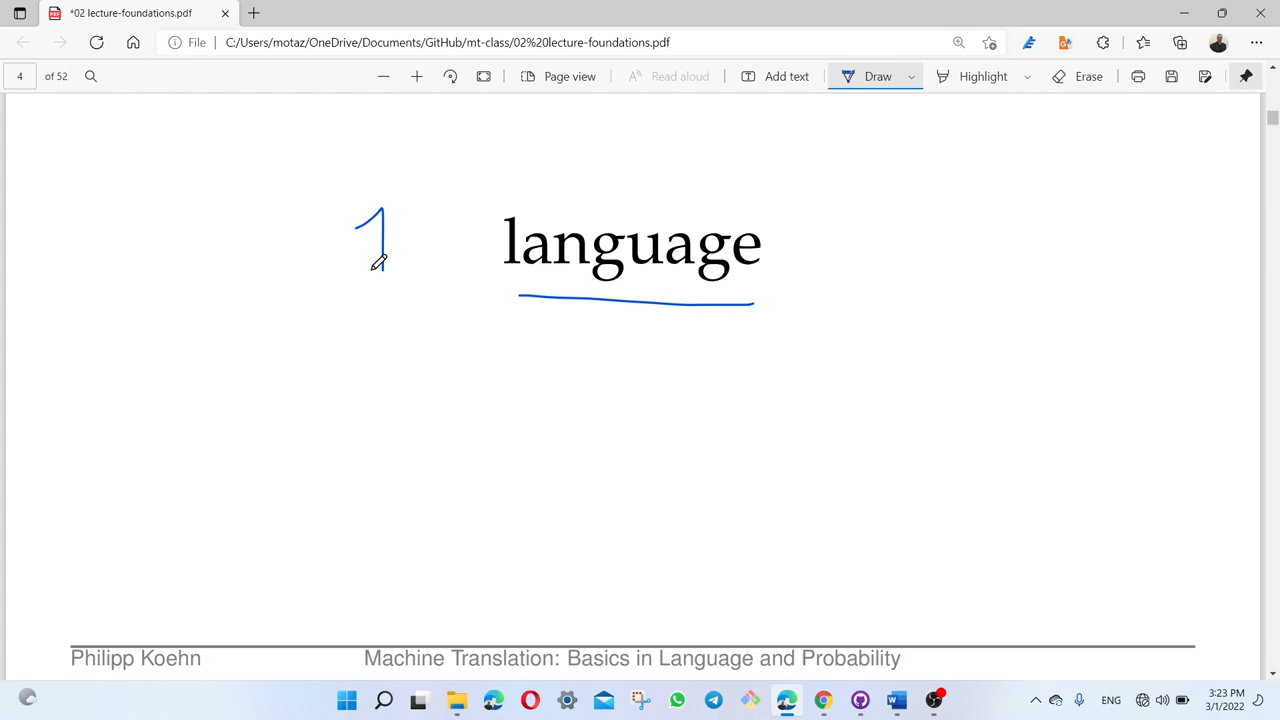 *02 lecture-foundations.pdf
File C:/Users/motaz/OneDrive/Documents/GitHub/mt-class/02%20lecture-foundations.pdf
4 of 52 Page view Read aloud Add text Draw Highlight Erase
1 language
Philipp Koehn Machine Translation: Basics in Language and Probability
ENG 3:23 PM
3/1/2022